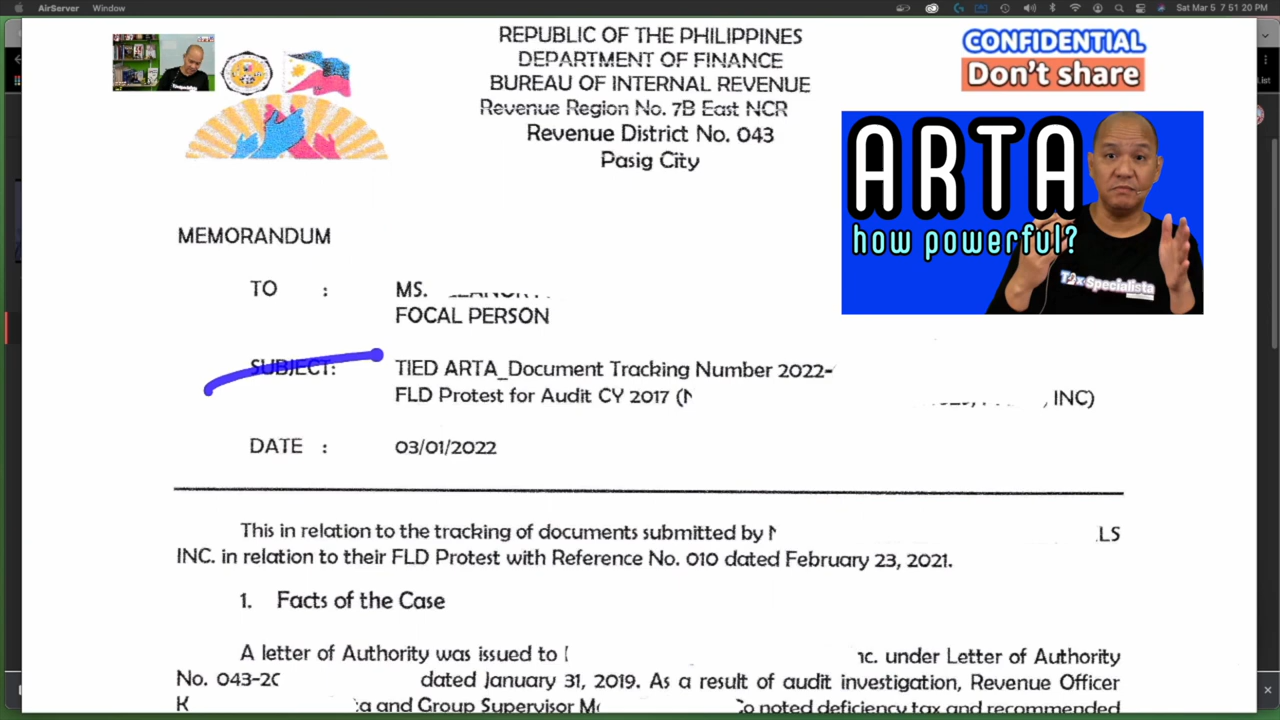 AirServer Window
Sat Mar 5 7 51 20 PM
REPUBLIC OF THE PHILIPPINES
DEPARTMENT OF FINANCE
BUREAU OF INTERNAL REVENUE
Revenue Region No. 7B East NCR
Revenue District No. 043
Pasig City
CONFIDENTIAL
Don't share
ARTA
how powerful?
Tax Specialista
MEMORANDUM
TO : MS.
FOCAL PERSON
SUBJECT: TIED ARTA_Document Tracking Number 2022-
FLD Protest for Audit CY 2017 (N , INC)
DATE : 03/01/2022
This in relation to the tracking of documents submitted by N LS
INC. in relation to their FLD Protest with Reference No. 010 dated February 23, 2021.
1. Facts of the Case
A letter of Authority was issued to nc. under Letter of Authority
No. 043-20 dated January 31, 2019. As a result of audit investigation, Revenue Officer
K a and Group Supervisor M o noted deficiency tax and recommended